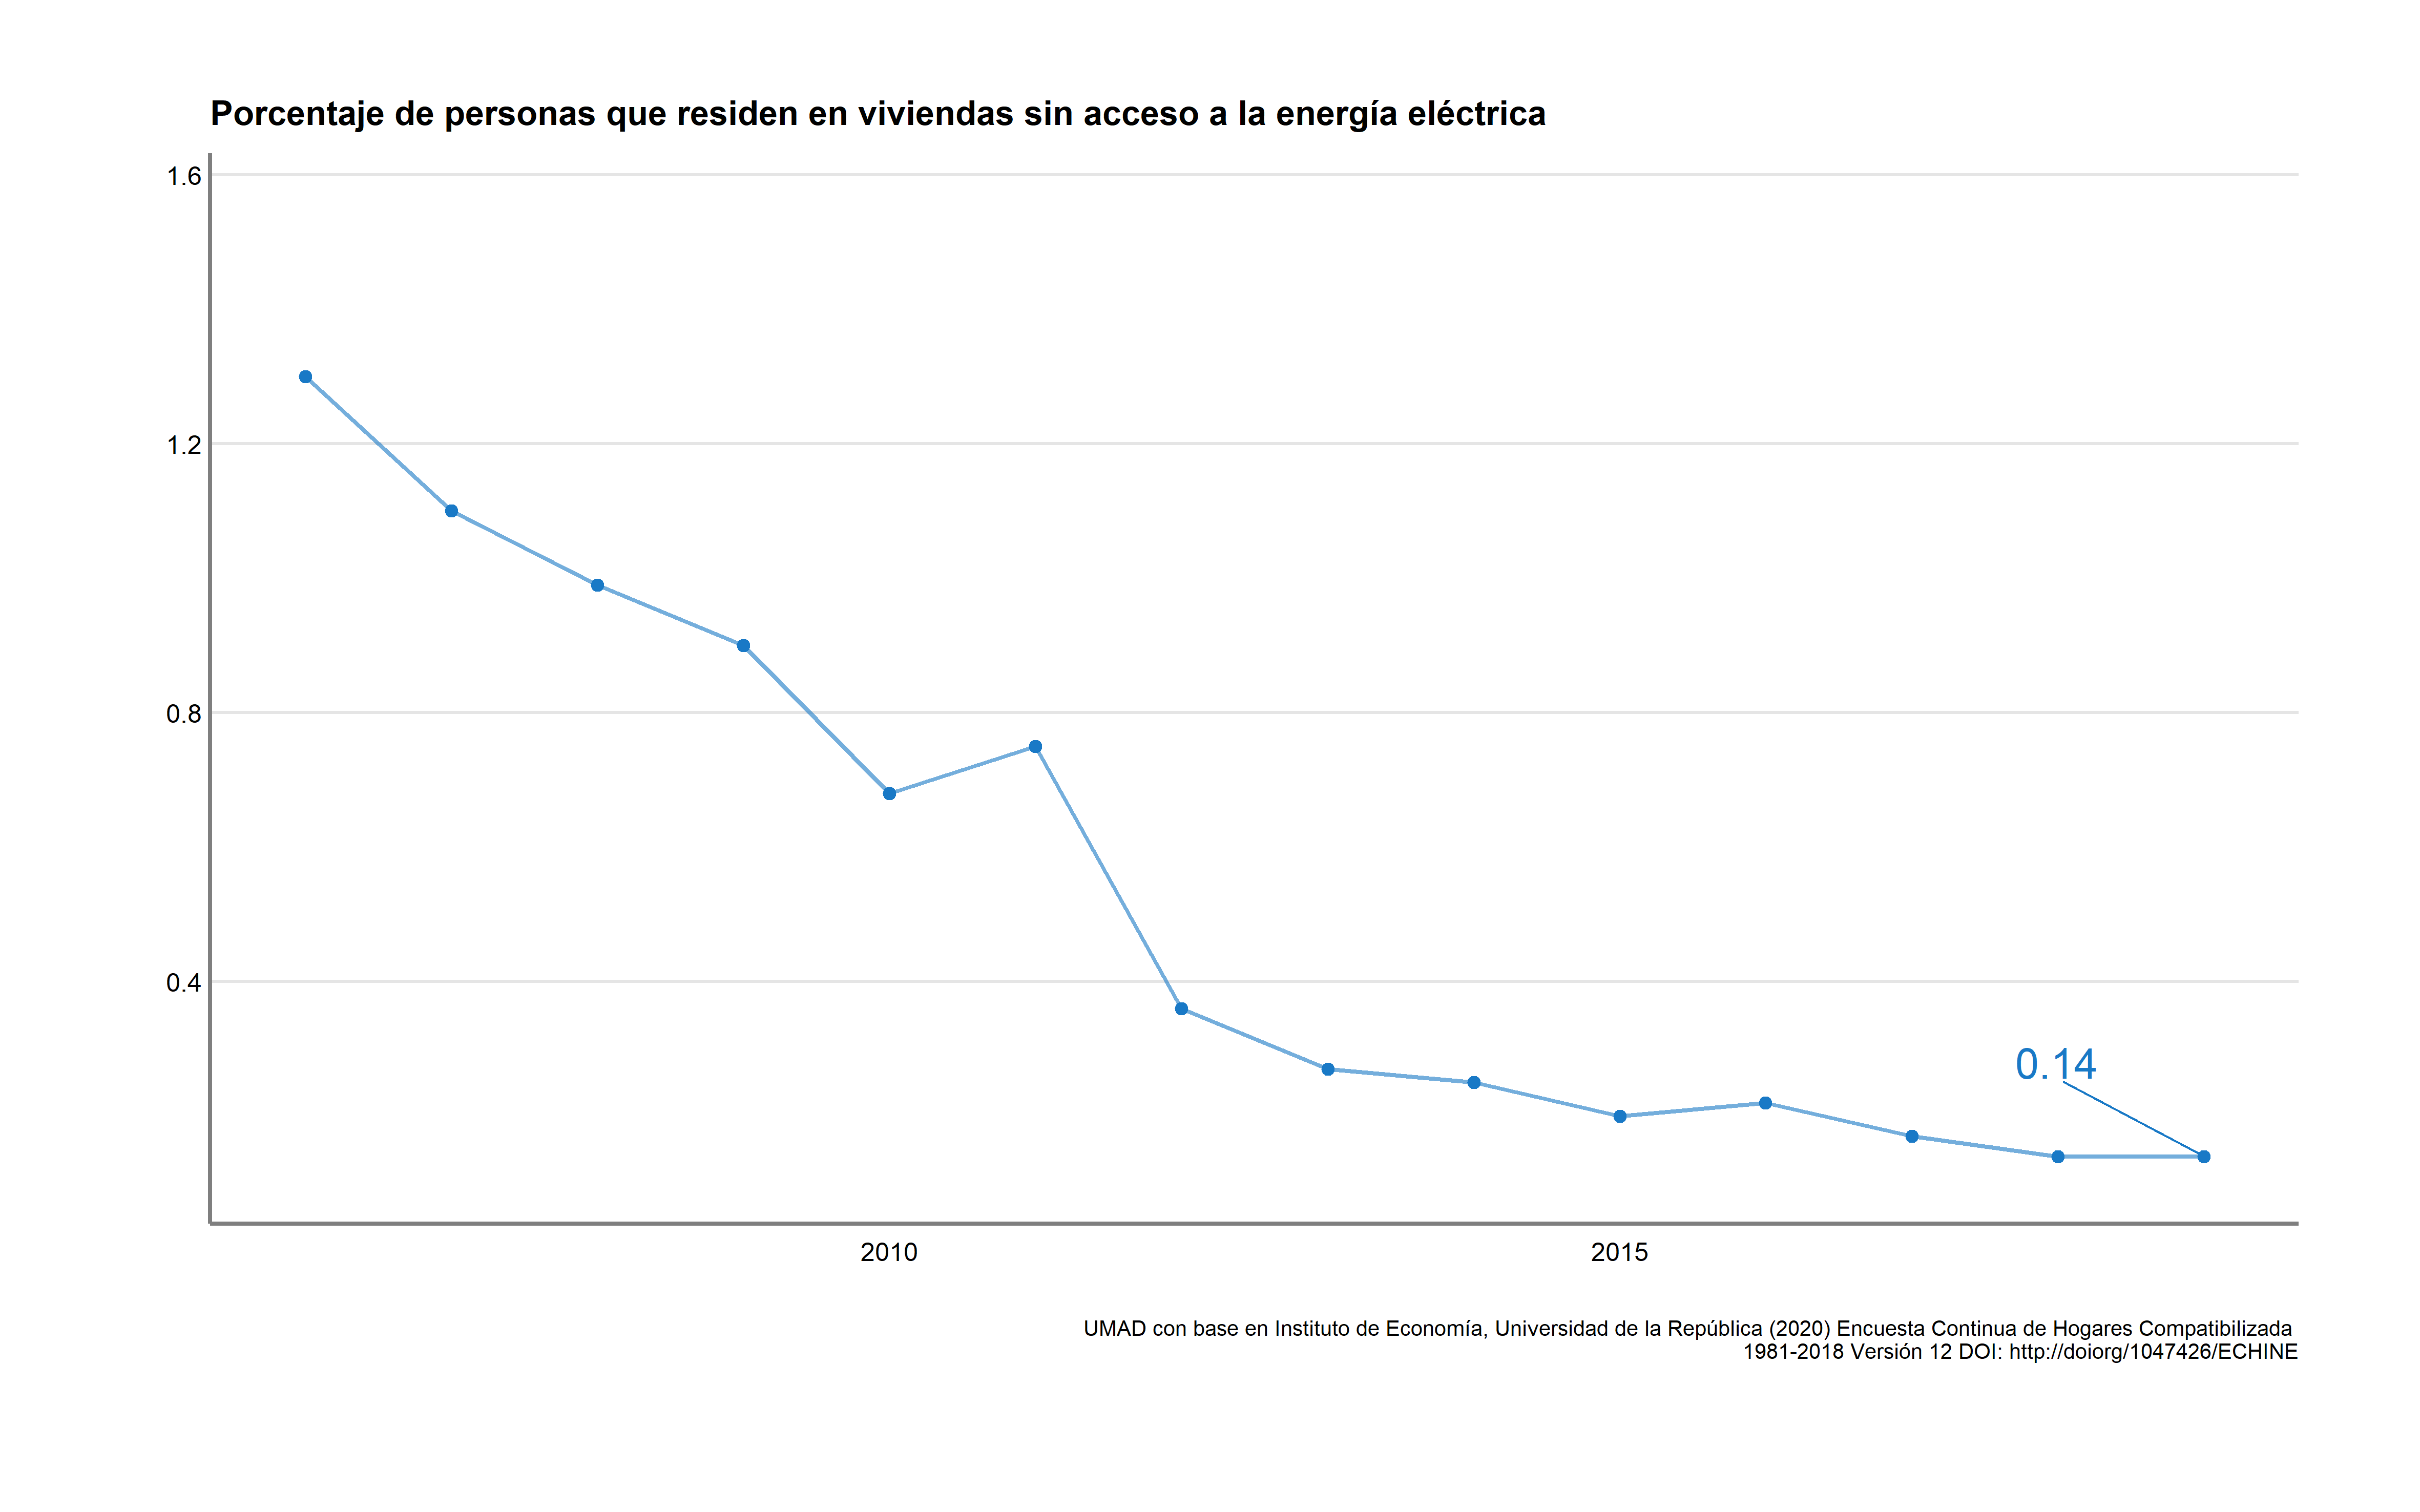 Porcentaje de personas que residen en viviendas sin acceso a la energía eléctrica
1.6
1.2
0.8
0.4
0.14
2010
2015
UMAD con base en Instituto de Economía, Universidad de la República (2020) Encuesta Continua de Hogares Compatibilizada
1981-2018 Versión 12 DOI: http://doiorg/1047426/ECHINE